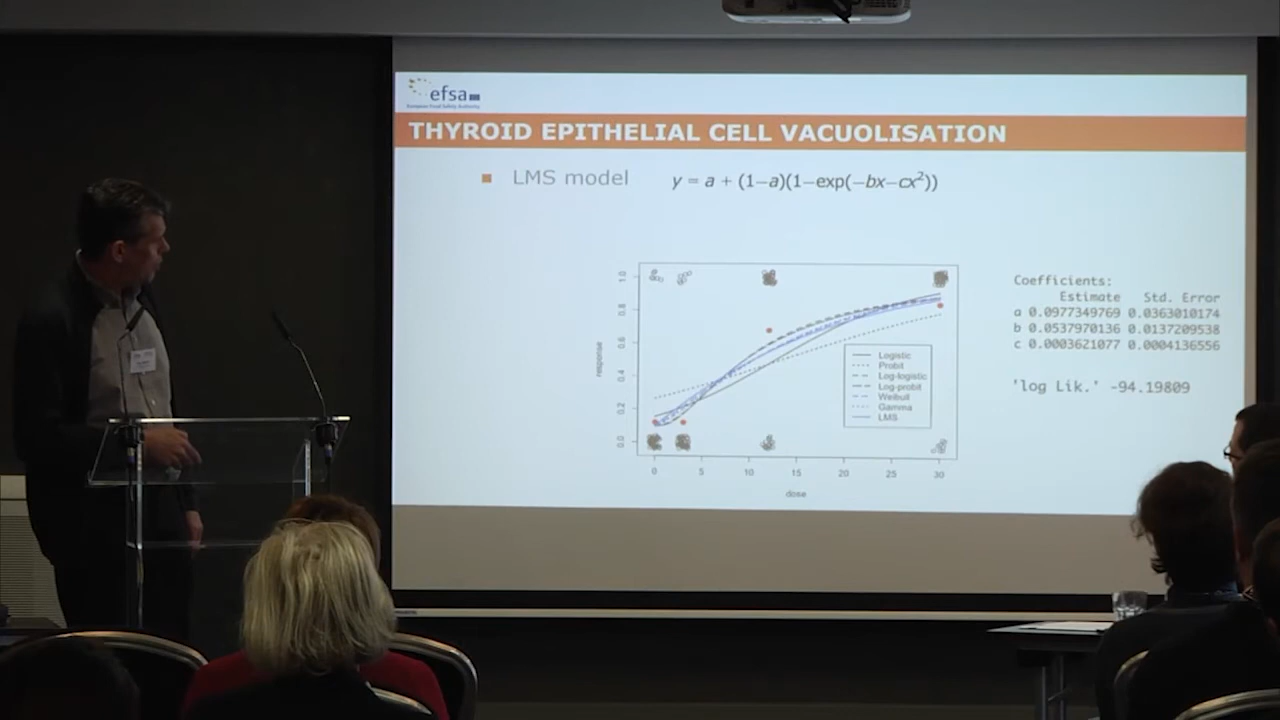 efsa
European Food Safety Authority
THYROID EPITHELIAL CELL VACUOLISATION
LMS model y = a + (1−a)(1−exp(−bx−cx²))
response
0.0 0.2 0.4 0.6 0.8 1.0
Logistic
Probit
Log-logistic
Log-probit
Weibull
Gamma
LMS
0 5 10 15 20 25 30
dose
Coefficients:
Estimate Std. Error
a 0.0977349769 0.0363010174
b 0.0537970136 0.0137209538
c 0.0003621077 0.0004136556
'log Lik.' -94.19809